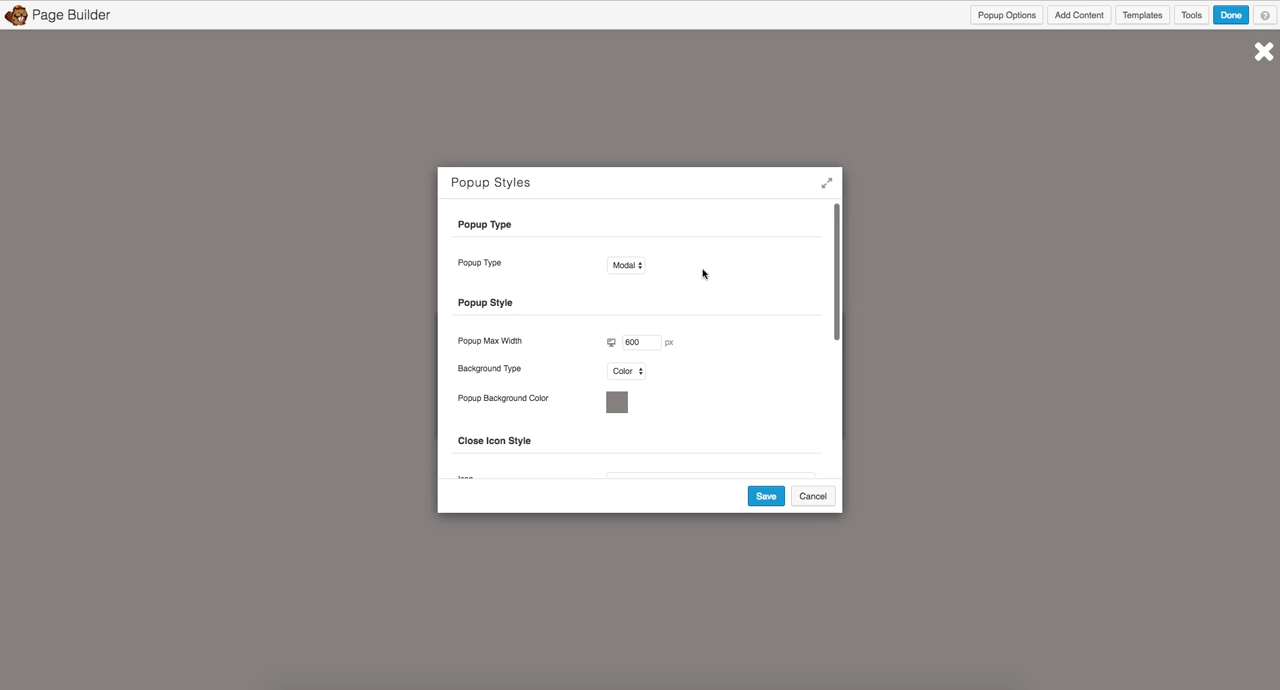 Page Builder
Popup Options
Add Content
Templates
Tools
Done
?
Popup Styles
Popup Type
Popup Type
Modal
Popup Style
Popup Max Width
600
px
Background Type
Color
Popup Background Color
Close Icon Style
Icon
Save
Cancel